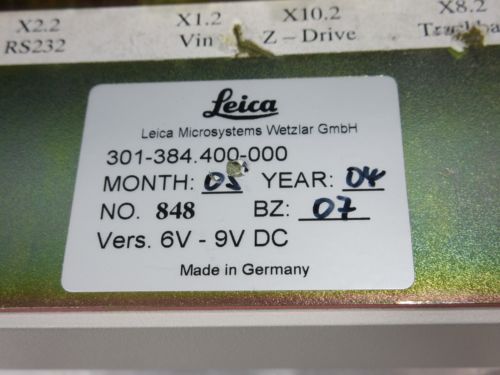 X2.2 X1.2 X10.2 X8.2
RS232 Vin Z – Drive
Leica
Leica Microsystems Wetzlar GmbH
301-384.400-000
MONTH: 05 YEAR: 04
NO. 848 BZ: 07
Vers. 6V - 9V DC
Made in Germany